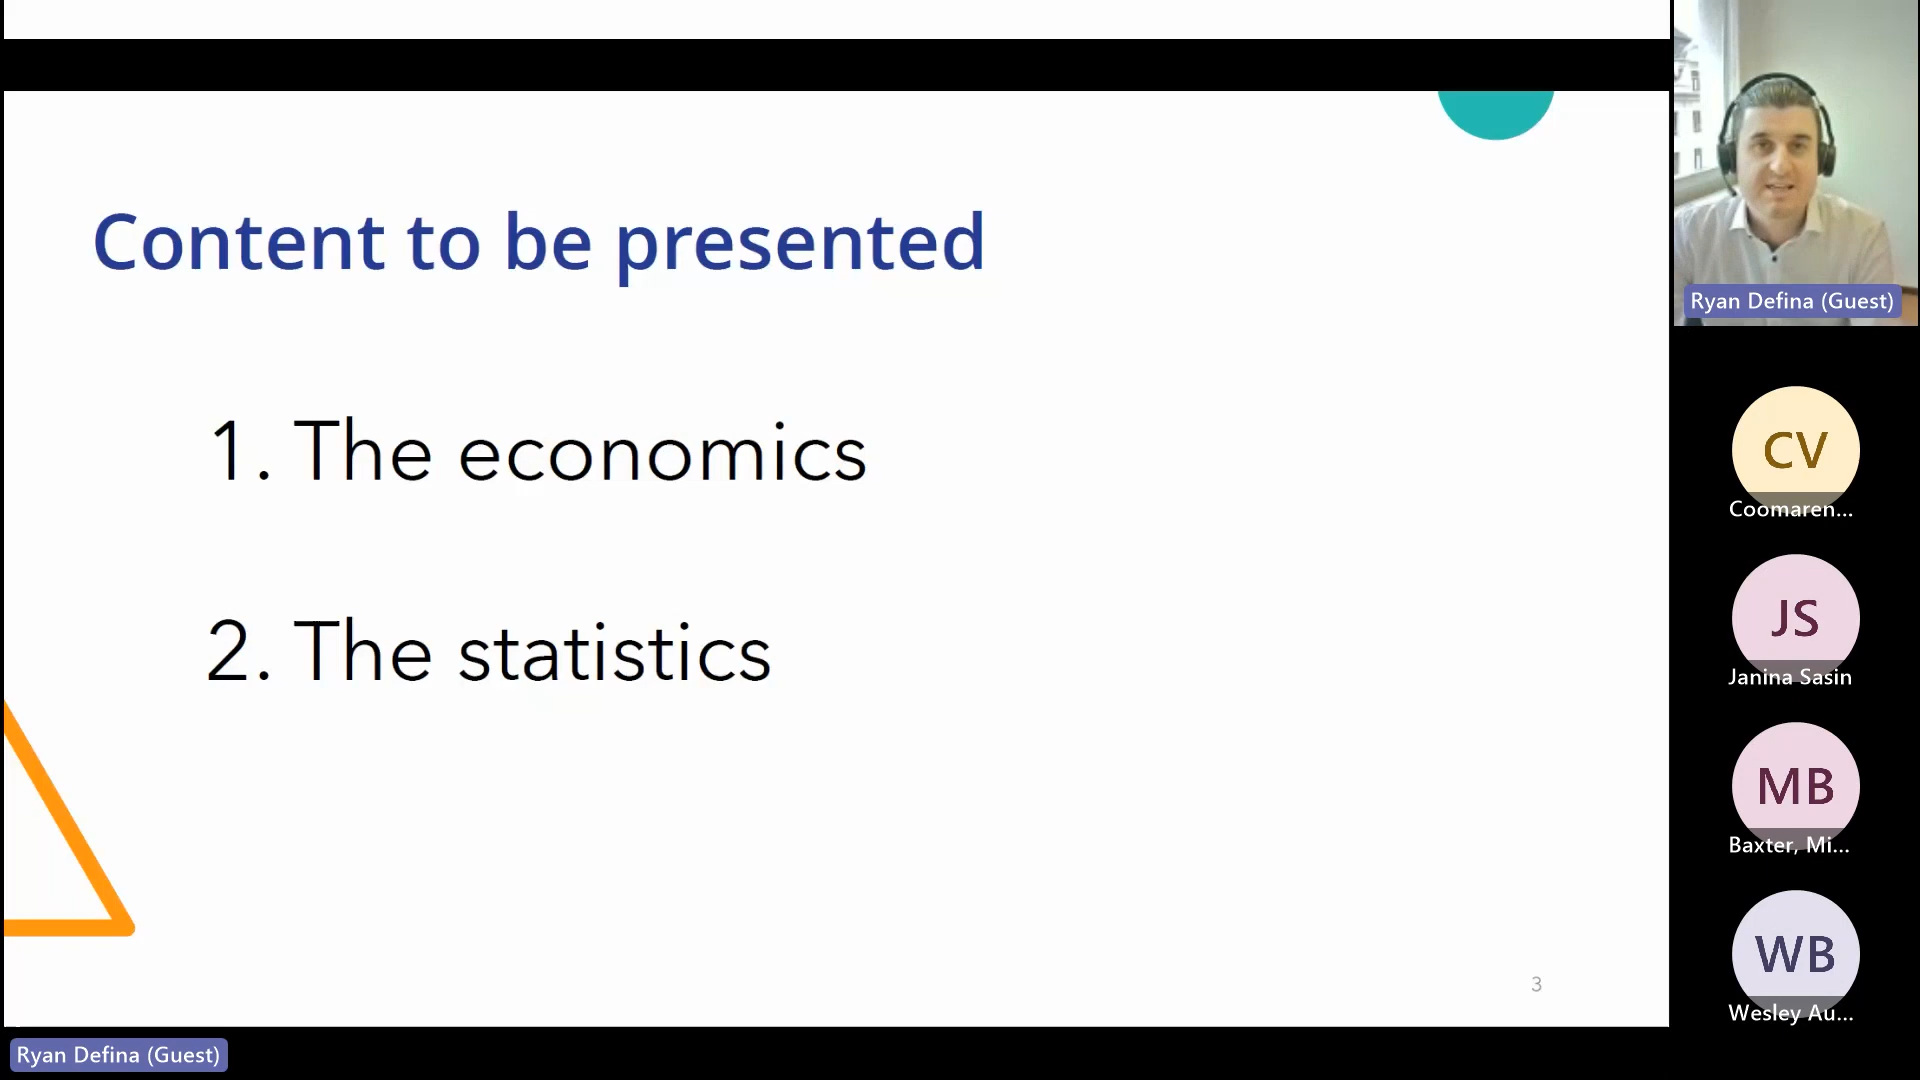 Content to be presented
1. The economics
2. The statistics
3
Ryan Defina (Guest)
Ryan Defina (Guest)
CV
Coomaren...
JS
Janina Sasin
MB
Baxter, Mi...
WB
Wesley Au...